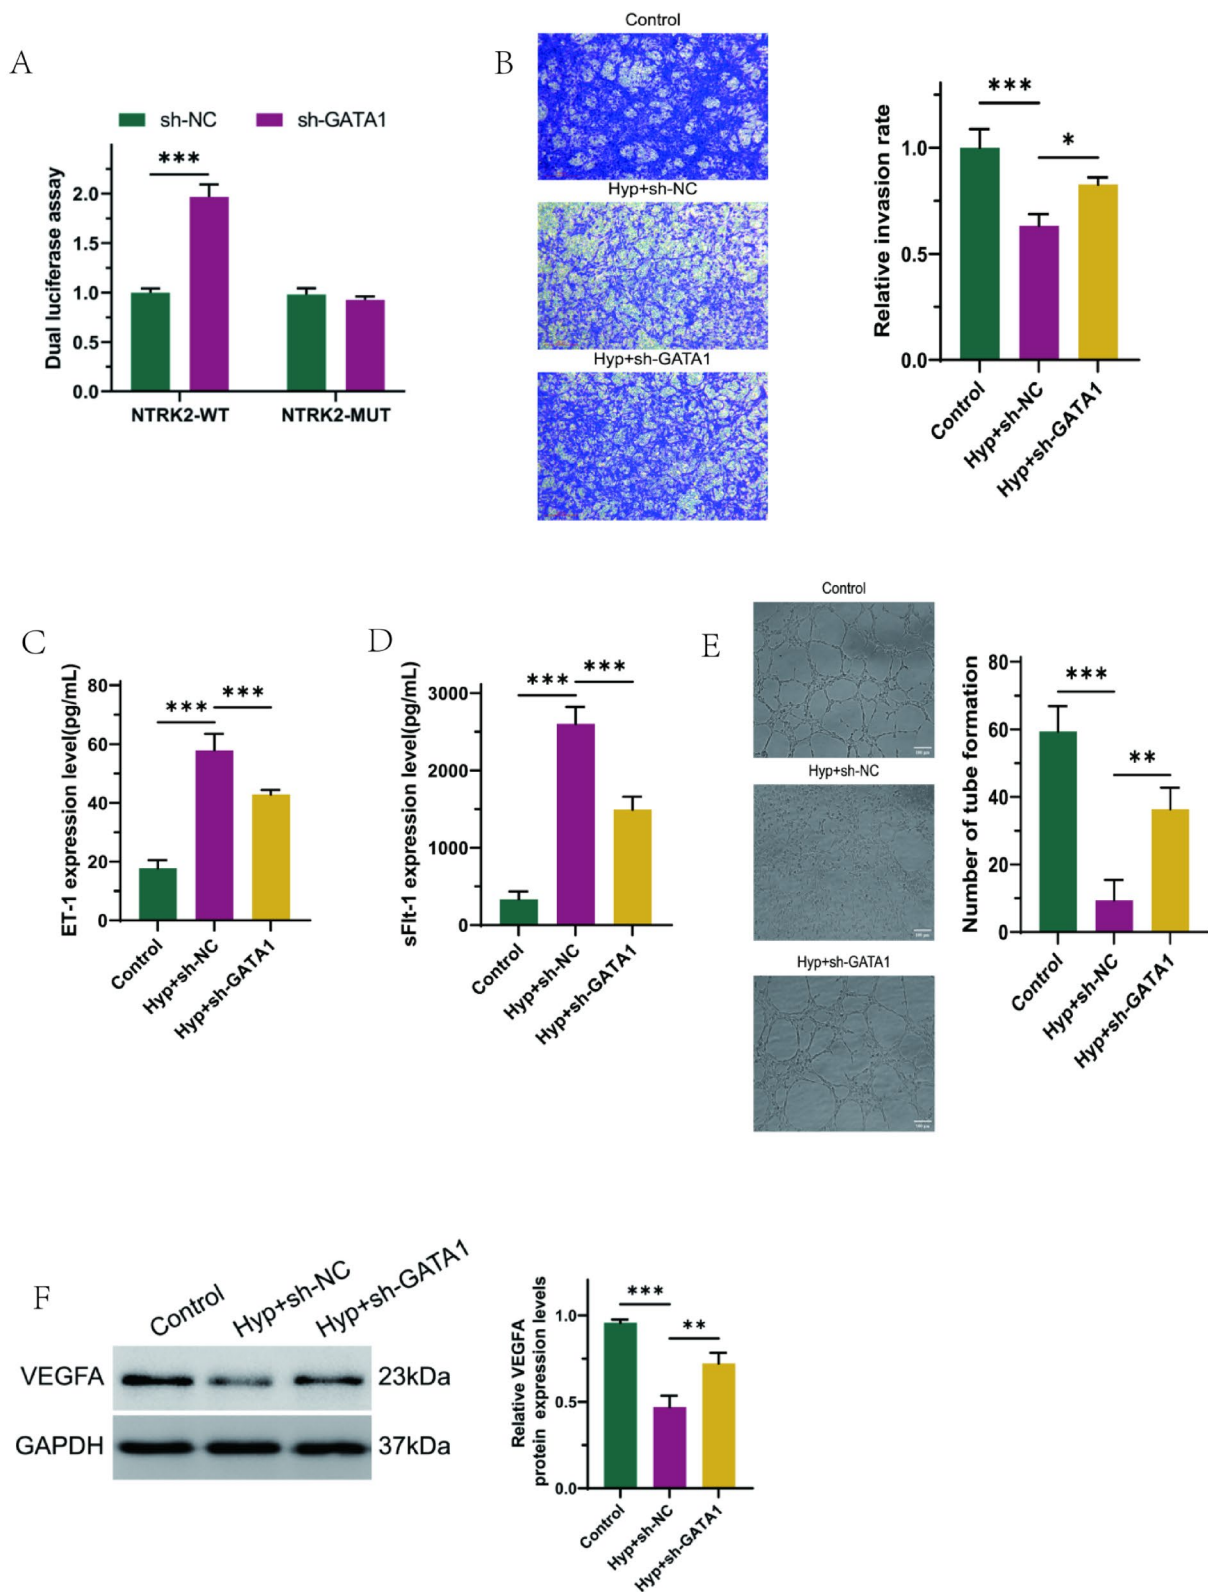 A
sh-NC
sh-GATA1
***
Dual luciferase assay
2.0
1.5
1.0
0.5
0.0
NTRK2-WT
NTRK2-MUT
B
Control
Hyp+sh-NC
Hyp+sh-GATA1
***
*
Relative invasion rate
1.0
0.5
0.0
Control
Hyp+sh-NC
Hyp+sh-GATA1
C
***
***
ET-1 expression level(pg/mL)
80
60
40
20
0
Control
Hyp+sh-NC
Hyp+sh-GATA1
D
***
***
sFlt-1 expression level(pg/mL)
3000
2000
1000
0
Control
Hyp+sh-NC
Hyp+sh-GATA1
E
Control
Hyp+sh-NC
Hyp+sh-GATA1
***
**
Number of tube formation
80
60
40
20
0
Control
Hyp+sh-NC
Hyp+sh-GATA1
F
Control
Hyp+sh-NC
Hyp+sh-GATA1
VEGFA
23kDa
GAPDH
37kDa
***
**
Relative VEGFA
protein expression levels
1.0
0.5
0.0
Control
Hyp+sh-NC
Hyp+sh-GATA1